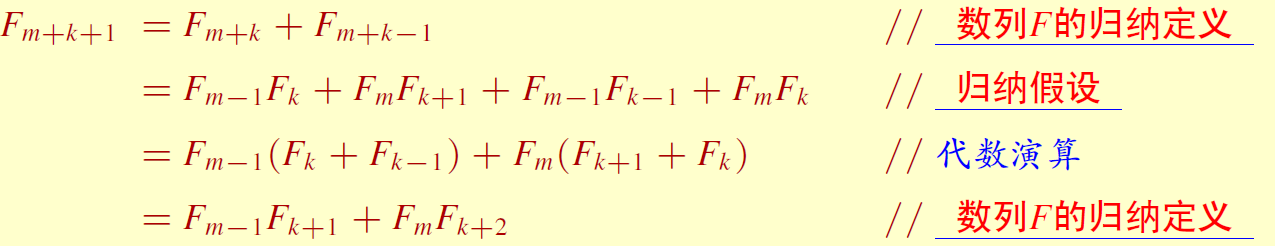 F_{m+k+1} = F_{m+k} + F_{m+k−1} // 数列F的归纳定义
= F_{m−1}F_k + F_mF_{k+1} + F_{m−1}F_{k−1} + F_mF_k // 归纳假设
= F_{m−1}(F_k + F_{k−1}) + F_m(F_{k+1} + F_k) // 代数演算
= F_{m−1}F_{k+1} + F_mF_{k+2} // 数列F的归纳定义